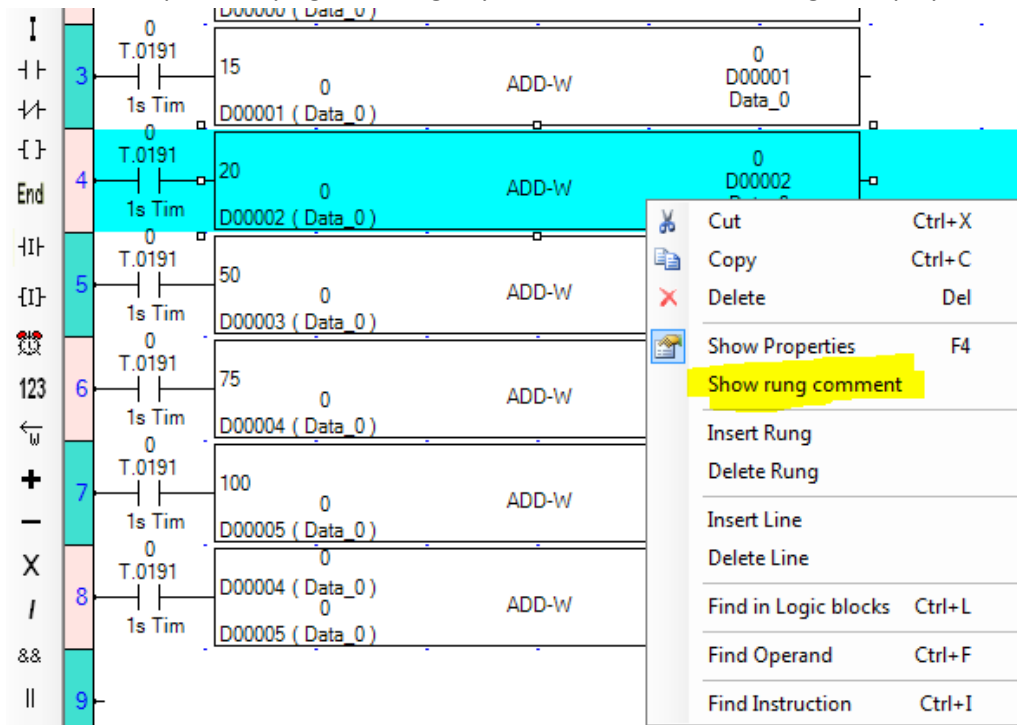 D00000 ( Data_0 )
0
T.0191
1s Tim
3
15
0
D00001 ( Data_0 )
ADD-W
0
D00001
Data_0
0
T.0191
1s Tim
4
20
0
D00002 ( Data_0 )
ADD-W
0
D00002
0
T.0191
1s Tim
5
50
0
D00003 ( Data_0 )
ADD-W
0
T.0191
1s Tim
6
75
0
D00004 ( Data_0 )
ADD-W
0
T.0191
1s Tim
7
100
0
D00005 ( Data_0 )
ADD-W
0
T.0191
1s Tim
8
0
D00004 ( Data_0 )
0
D00005 ( Data_0 )
ADD-W
9
End
123
W
+
−
X
/
&&
||
Cut Ctrl+X
Copy Ctrl+C
Delete Del
Show Properties F4
Show rung comment
Insert Rung
Delete Rung
Insert Line
Delete Line
Find in Logic blocks Ctrl+L
Find Operand Ctrl+F
Find Instruction Ctrl+I